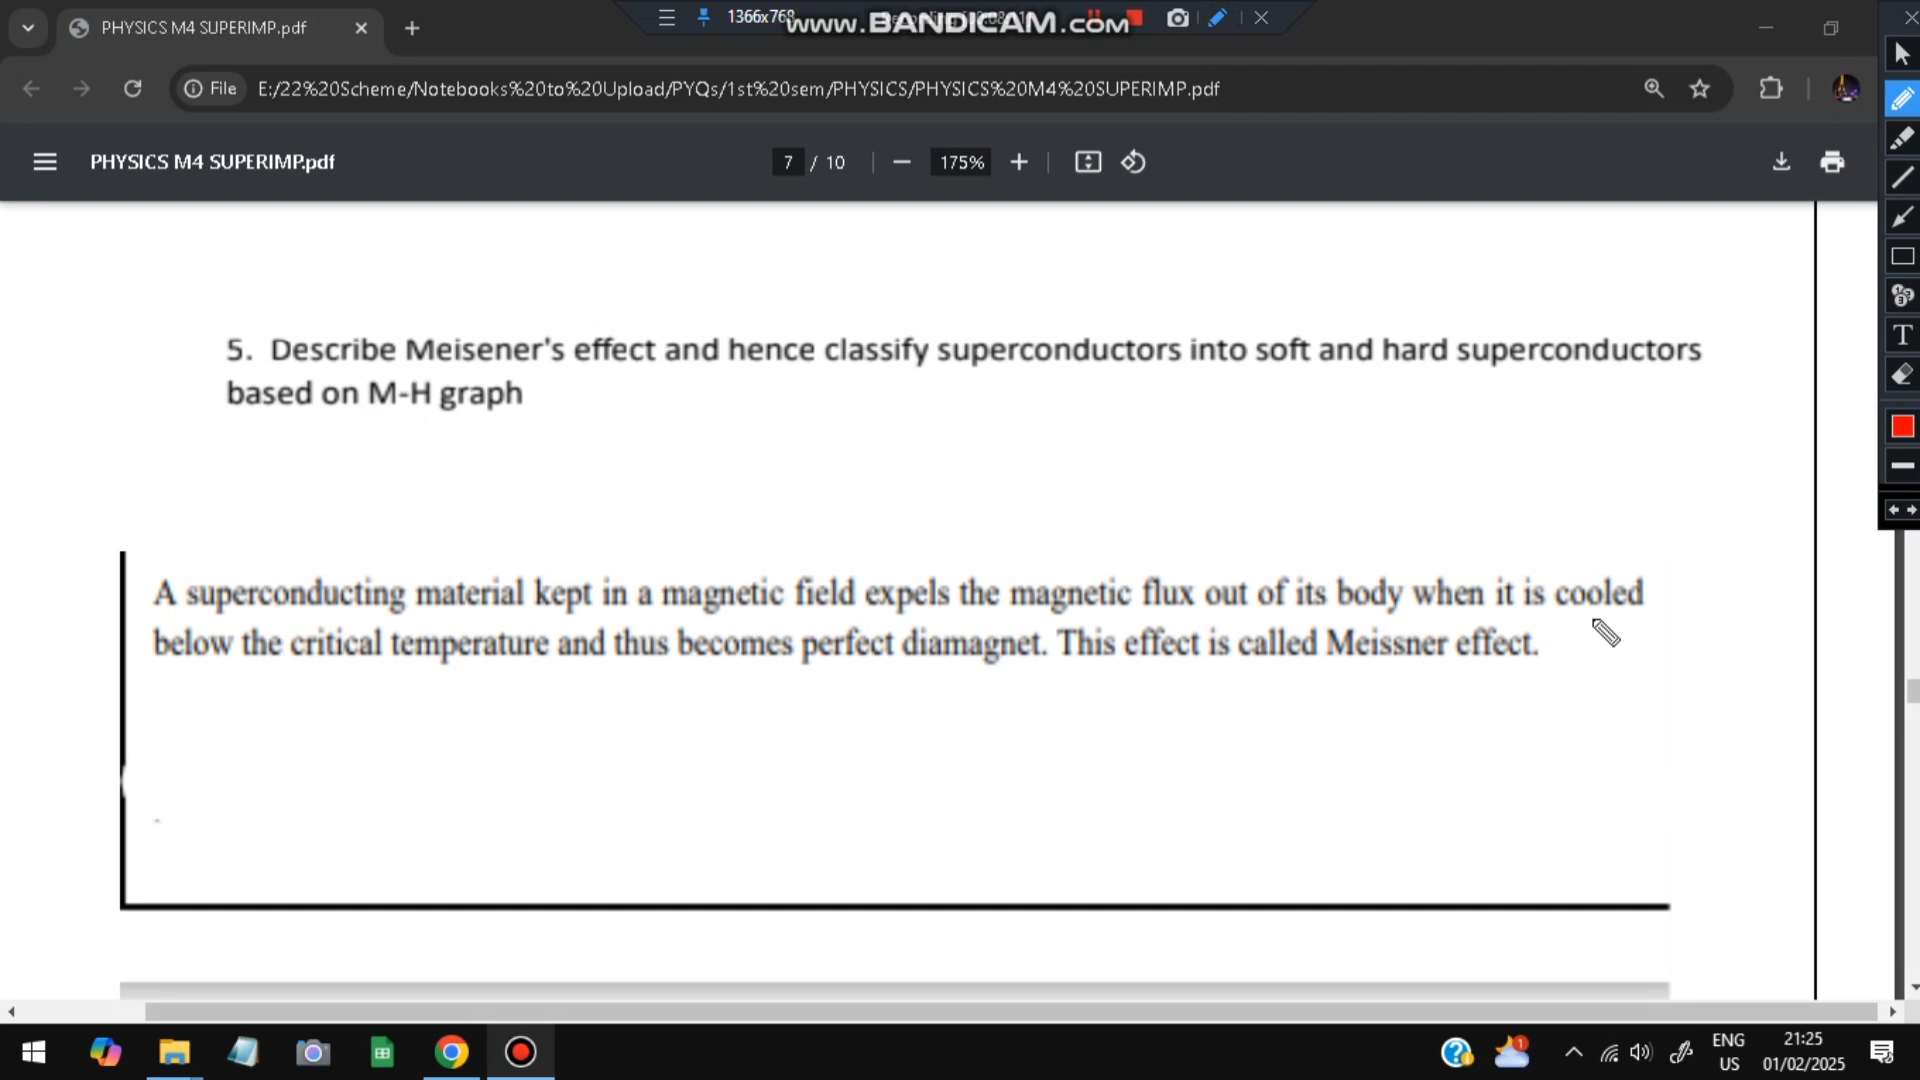 PHYSICS M4 SUPERIMP.pdf
1366x768
www.BANDICAM.com
File
E:/22%20Scheme/Notebooks%20to%20Upload/PYQs/1st%20sem/PHYSICS/PHYSICS%20M4%20SUPERIMP.pdf
PHYSICS M4 SUPERIMP.pdf
7 / 10
175%
5. Describe Meisener's effect and hence classify superconductors into soft and hard superconductors
based on M-H graph
A superconducting material kept in a magnetic field expels the magnetic flux out of its body when it is cooled
below the critical temperature and thus becomes perfect diamagnet. This effect is called Meissner effect.
ENG
US
21:25
01/02/2025